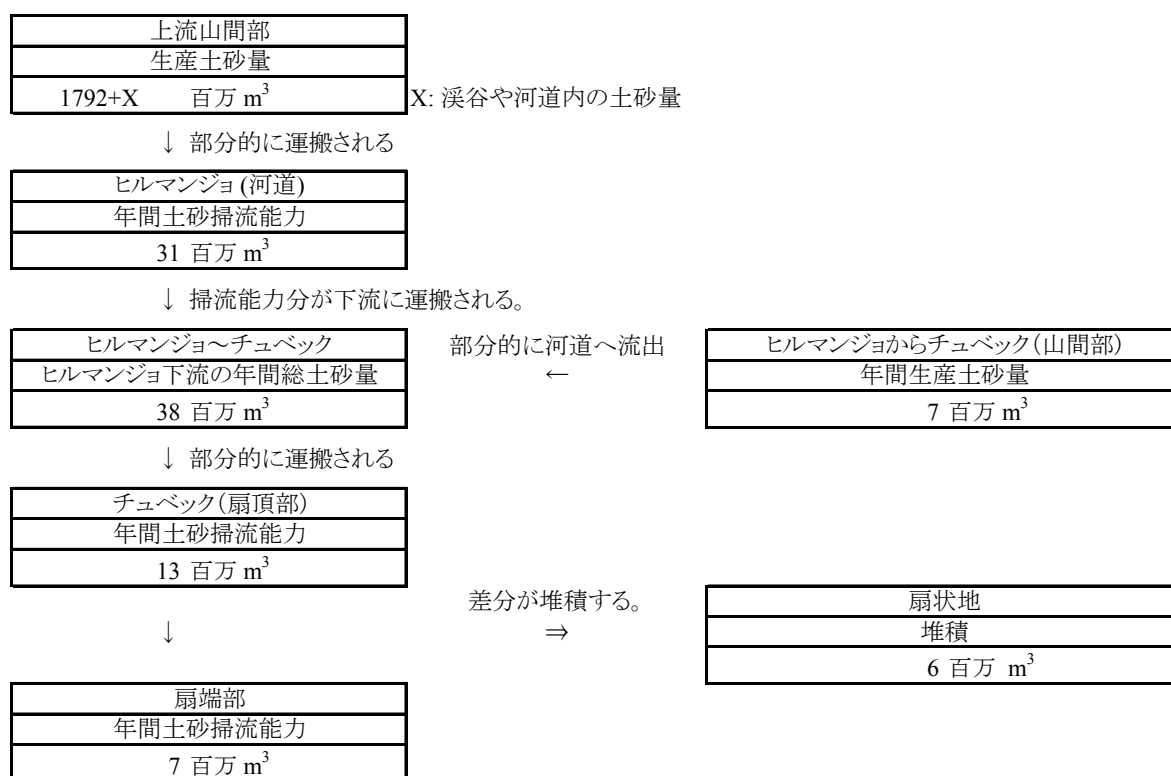 上流山間部
生産土砂量
1792+X 百万 m³
X: 渓谷や河道内の土砂量
↓ 部分的に運搬される
ヒルマンジョ(河道)
年間土砂掃流能力
31 百万 m³
↓ 掃流能力分が下流に運搬される。
ヒルマンジョ～チュベック
ヒルマンジョ下流の年間総土砂量
38 百万 m³
部分的に河道へ流出
←
ヒルマンジョからチュベック(山間部)
年間生産土砂量
7 百万 m³
↓ 部分的に運搬される
チュベック(扇頂部)
年間土砂掃流能力
13 百万 m³
↓
差分が堆積する。
⇒
扇状地
堆積
6 百万 m³
扇端部
年間土砂掃流能力
7 百万 m³